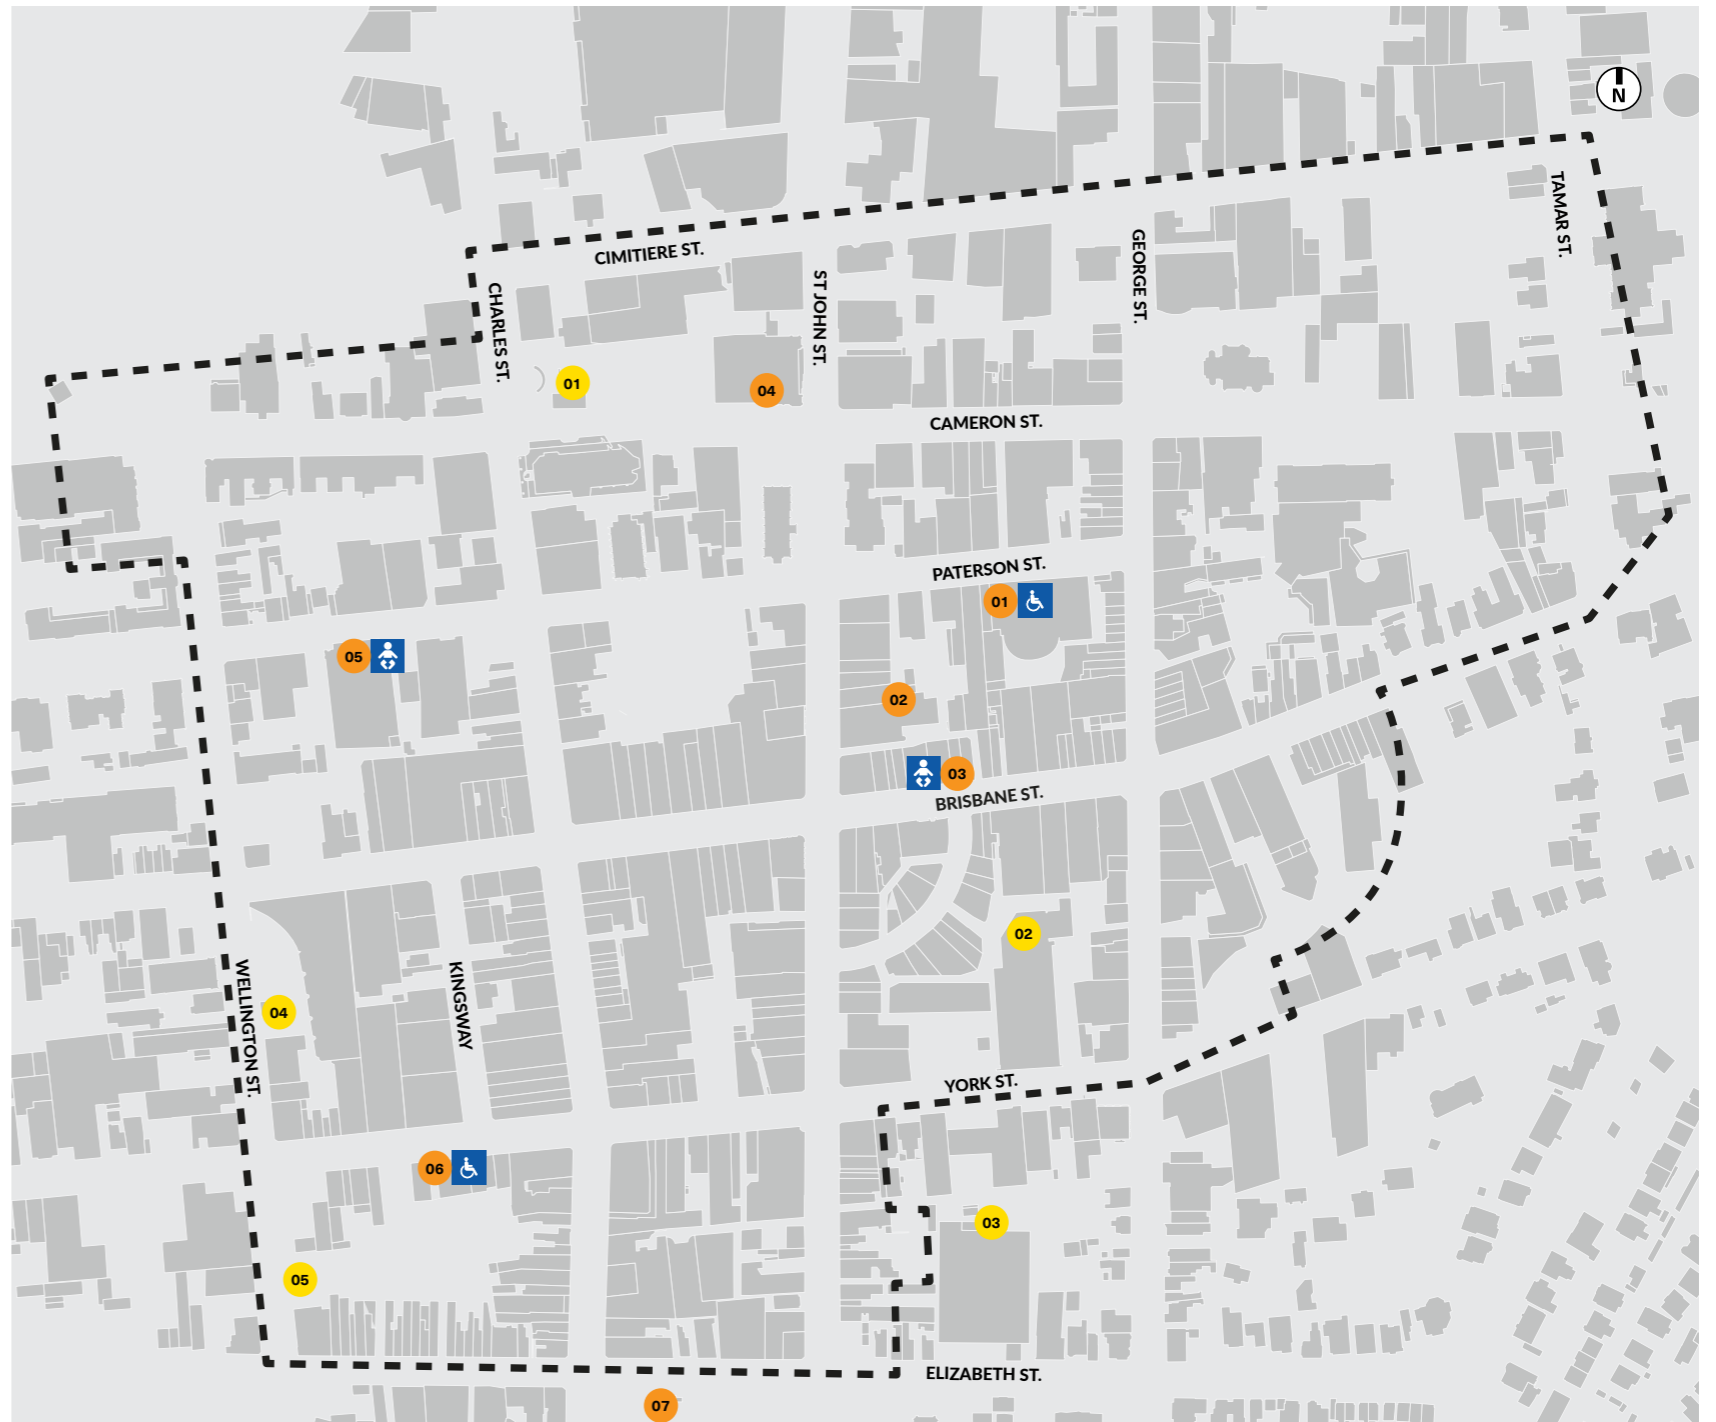 N
TAMAR ST.
CIMITIERE ST.
GEORGE ST.
ST JOHN ST.
CHARLES ST.
01
04
CAMERON ST.
PATERSON ST.
01
05
02
03
BRISBANE ST.
02
WELLINGTON ST.
KINGSWAY
04
YORK ST.
06
03
05
ELIZABETH ST.
07